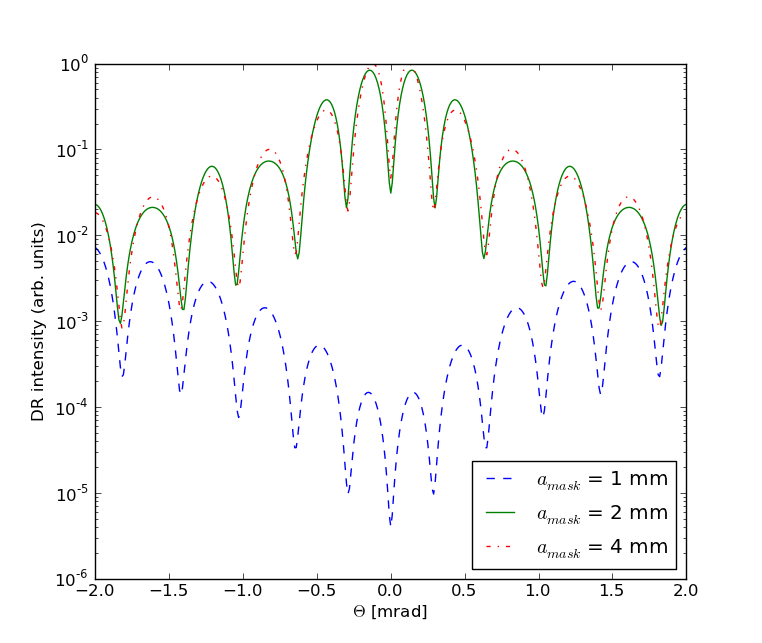 10^0
10^-1
10^-2
10^-3
10^-4
10^-5
10^-6
DR intensity (arb. units)
a_mask = 1 mm
a_mask = 2 mm
a_mask = 4 mm
−2.0 −1.5 −1.0 −0.5 0.0 0.5 1.0 1.5 2.0
Θ [mrad]